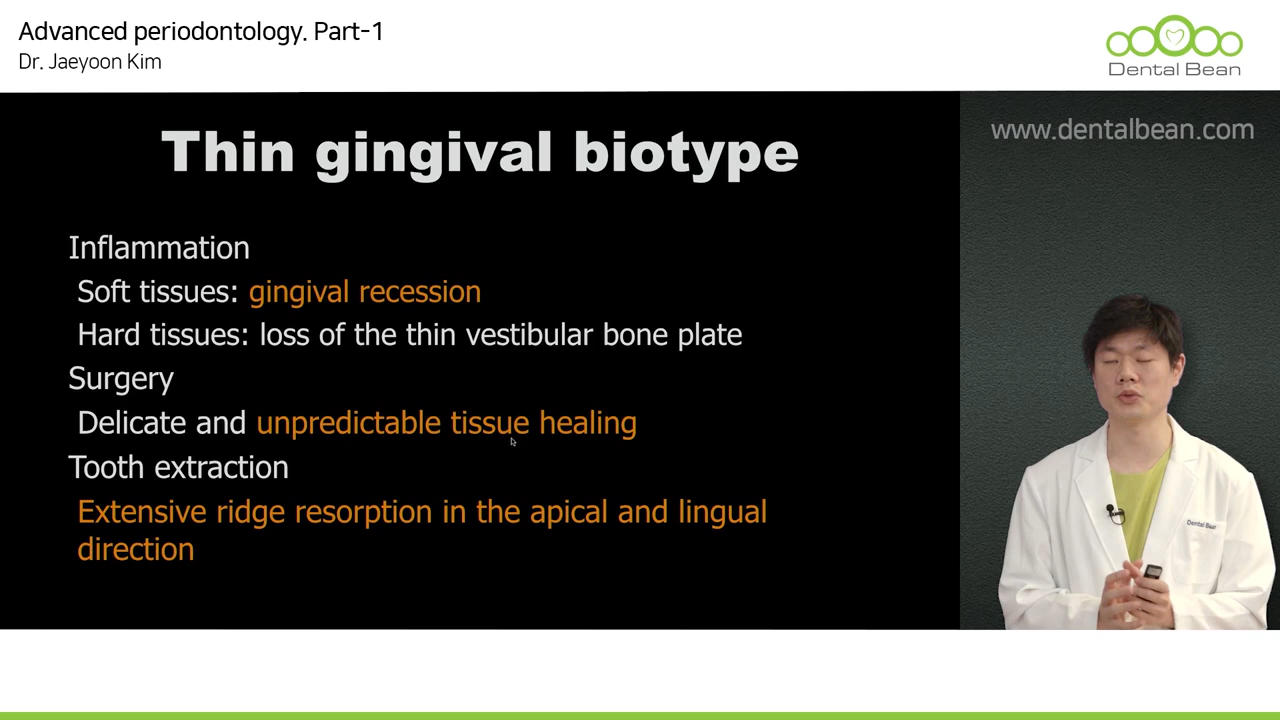 Advanced periodontology. Part-1
Dr. Jaeyoon Kim
Dental Bean
www.dentalbean.com
Thin gingival biotype
Inflammation
Soft tissues: gingival recession
Hard tissues: loss of the thin vestibular bone plate
Surgery
Delicate and unpredictable tissue healing
Tooth extraction
Extensive ridge resorption in the apical and lingual
direction
Dental Bean